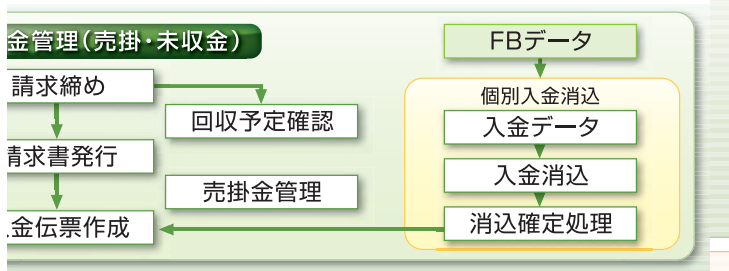 金管理（売掛・未収金）
請求締め
回収予定確認
請求書発行
売掛金管理
金伝票作成
FBデータ
個別入金消込
入金データ
入金消込
消込確定処理